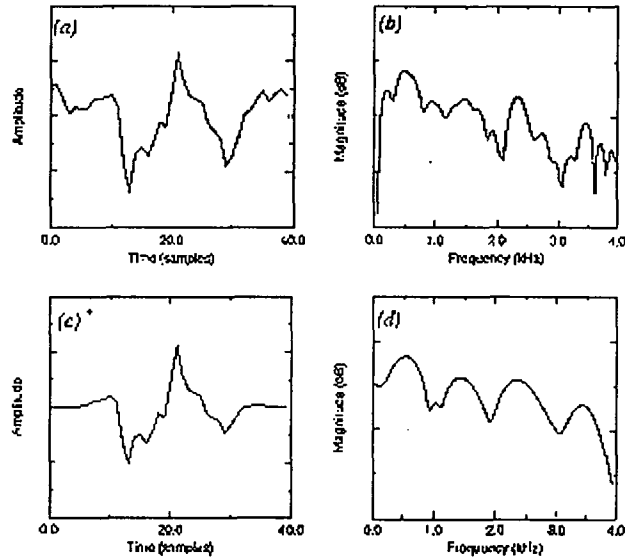 (a)
Amplitude
0.0 20.0 40.0 60.0
Time (samples)
(b)
Magnitude (dB)
0.0 1.0 2.0 3.0 4.0
Frequency (kHz)
(c)
Amplitude
0.0 20.0 40.0
Time (samples)
(d)
Magnitude (dB)
0.0 1.0 2.0 3.0 4.0
Frequency (kHz)